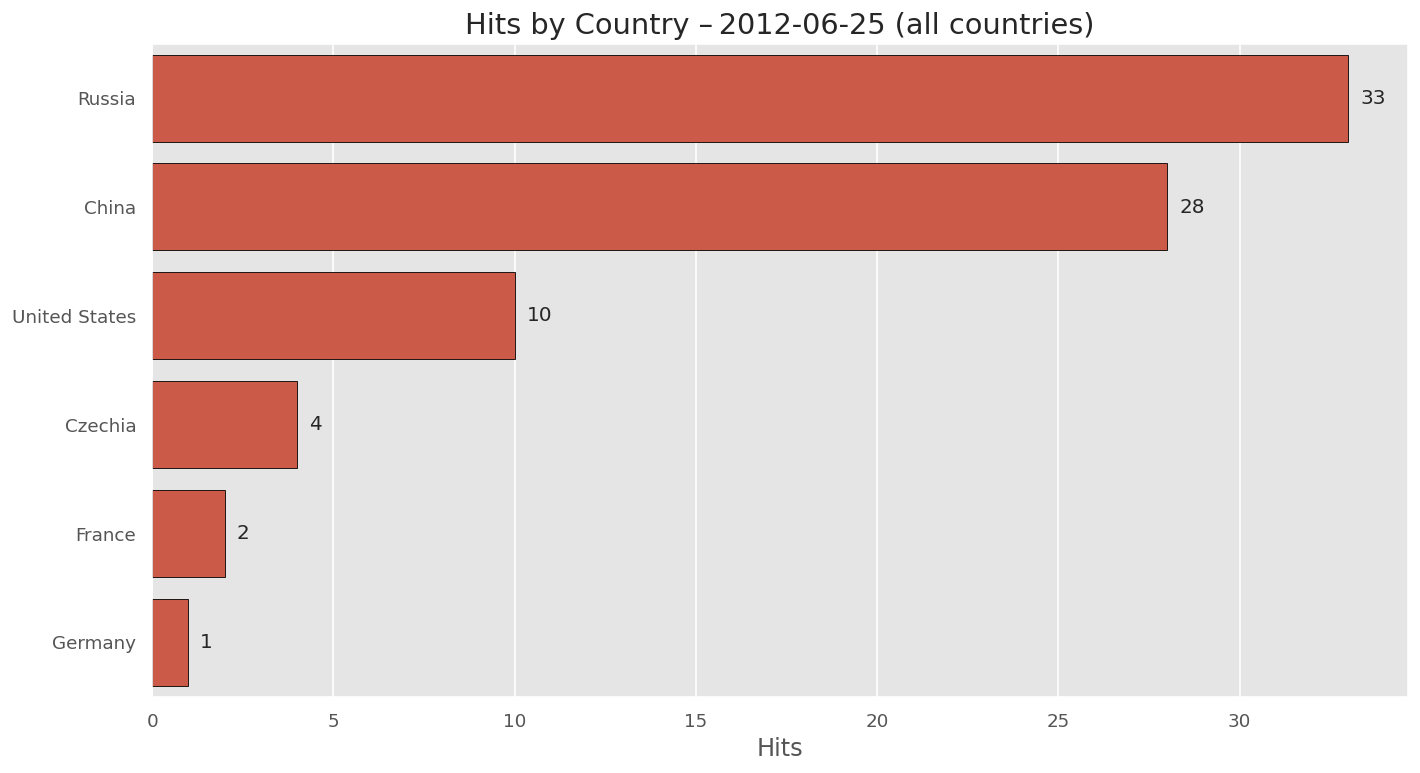 Hits by Country – 2012-06-25 (all countries)
Russia 33
China 28
United States 10
Czechia 4
France 2
Germany 1
0 5 10 15 20 25 30
Hits